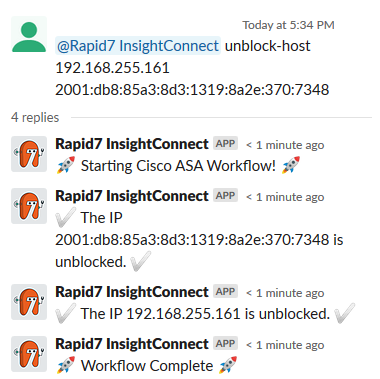 Today at 5:34 PM
@Rapid7 InsightConnect unblock-host
192.168.255.161
2001:db8:85a3:8d3:1319:8a2e:370:7348
4 replies
Rapid7 InsightConnect APP < 1 minute ago
🚀 Starting Cisco ASA Workflow! 🚀
Rapid7 InsightConnect APP < 1 minute ago
✔️ The IP
2001:db8:85a3:8d3:1319:8a2e:370:7348 is
unblocked. ✔️
Rapid7 InsightConnect APP < 1 minute ago
✔️ The IP 192.168.255.161 is unblocked. ✔️
Rapid7 InsightConnect APP < 1 minute ago
🚀 Workflow Complete 🚀